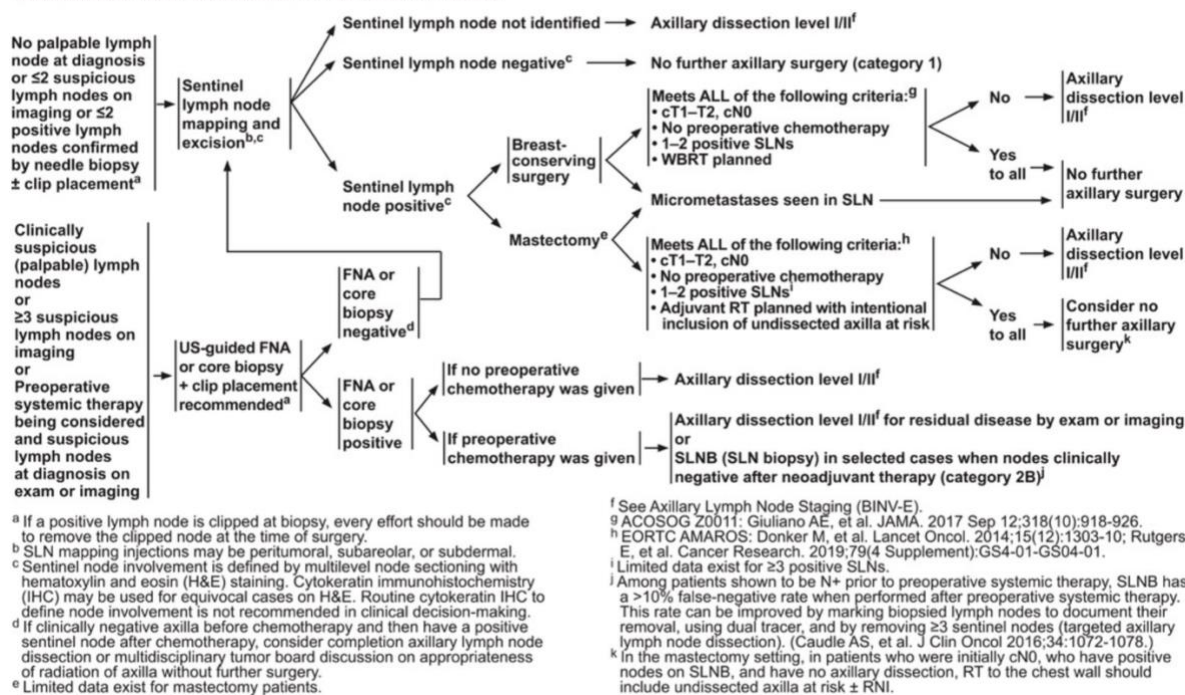 No palpable lymph
node at diagnosis
or ≤2 suspicious
lymph nodes on
imaging or ≤2
positive lymph
nodes confirmed
by needle biopsy
± clip placementa
Sentinel
lymph node
mapping and
excisionb,c
Sentinel lymph node not identified
Axillary dissection level I/IIf
Sentinel lymph node negativec
No further axillary surgery (category 1)
Sentinel lymph
node positivec
Breast-
conserving
surgery
Mastectomye
Meets ALL of the following criteria:g
• cT1–T2, cN0
• No preoperative chemotherapy
• 1–2 positive SLNs
• WBRT planned
No
Axillary
dissection level
I/IIf
Yes
to all
No further
axillary surgery
Micrometastases seen in SLN
Meets ALL of the following criteria:h
• cT1–T2, cN0
• No preoperative chemotherapy
• 1–2 positive SLNsi
• Adjuvant RT planned with intentional
inclusion of undissected axilla at risk
No
Axillary
dissection level
I/IIf
Yes
to all
Consider no
further axillary
surgeryk
Clinically
suspicious
(palpable) lymph
nodes
or
≥3 suspicious
lymph nodes on
imaging
or
Preoperative
systemic therapy
being considered
and suspicious
lymph nodes
at diagnosis on
exam or imaging
US-guided FNA
or core biopsy
+ clip placement
recommendeda
FNA or
core
biopsy
negatived
FNA or
core
biopsy
positive
If no preoperative
chemotherapy was given
Axillary dissection level I/IIf
If preoperative
chemotherapy was given
Axillary dissection level I/IIf for residual disease by exam or imaging
or
SLNB (SLN biopsy) in selected cases when nodes clinically
negative after neoadjuvant therapy (category 2B)j
a If a positive lymph node is clipped at biopsy, every effort should be made
to remove the clipped node at the time of surgery.
b SLN mapping injections may be peritumoral, subareolar, or subdermal.
c Sentinel node involvement is defined by multilevel node sectioning with
hematoxylin and eosin (H&E) staining. Cytokeratin immunohistochemistry
(IHC) may be used for equivocal cases on H&E. Routine cytokeratin IHC to
define node involvement is not recommended in clinical decision-making.
d If clinically negative axilla before chemotherapy and then have a positive
sentinel node after chemotherapy, consider completion axillary lymph node
dissection or multidisciplinary tumor board discussion on appropriateness
of radiation of axilla without further surgery.
e Limited data exist for mastectomy patients.
f See Axillary Lymph Node Staging (BINV-E).
g ACOSOG Z0011: Giuliano AE, et al. JAMA. 2017 Sep 12;318(10):918-926.
h EORTC AMAROS: Donker M, et al. Lancet Oncol. 2014;15(12):1303-10; Rutgers
E, et al. Cancer Research. 2019;79(4 Supplement):GS4-01-GS04-01.
i Limited data exist for ≥3 positive SLNs.
j Among patients shown to be N+ prior to preoperative systemic therapy, SLNB has
a >10% false-negative rate when performed after preoperative systemic therapy.
This rate can be improved by marking biopsied lymph nodes to document their
removal, using dual tracer, and by removing ≥3 sentinel nodes (targeted axillary
lymph node dissection). (Caudle AS, et al. J Clin Oncol 2016;34:1072-1078.)
k In the mastectomy setting, in patients who were initially cN0, who have positive
nodes on SLNB, and have no axillary dissection, RT to the chest wall should
include undissected axilla at risk ± RNI.